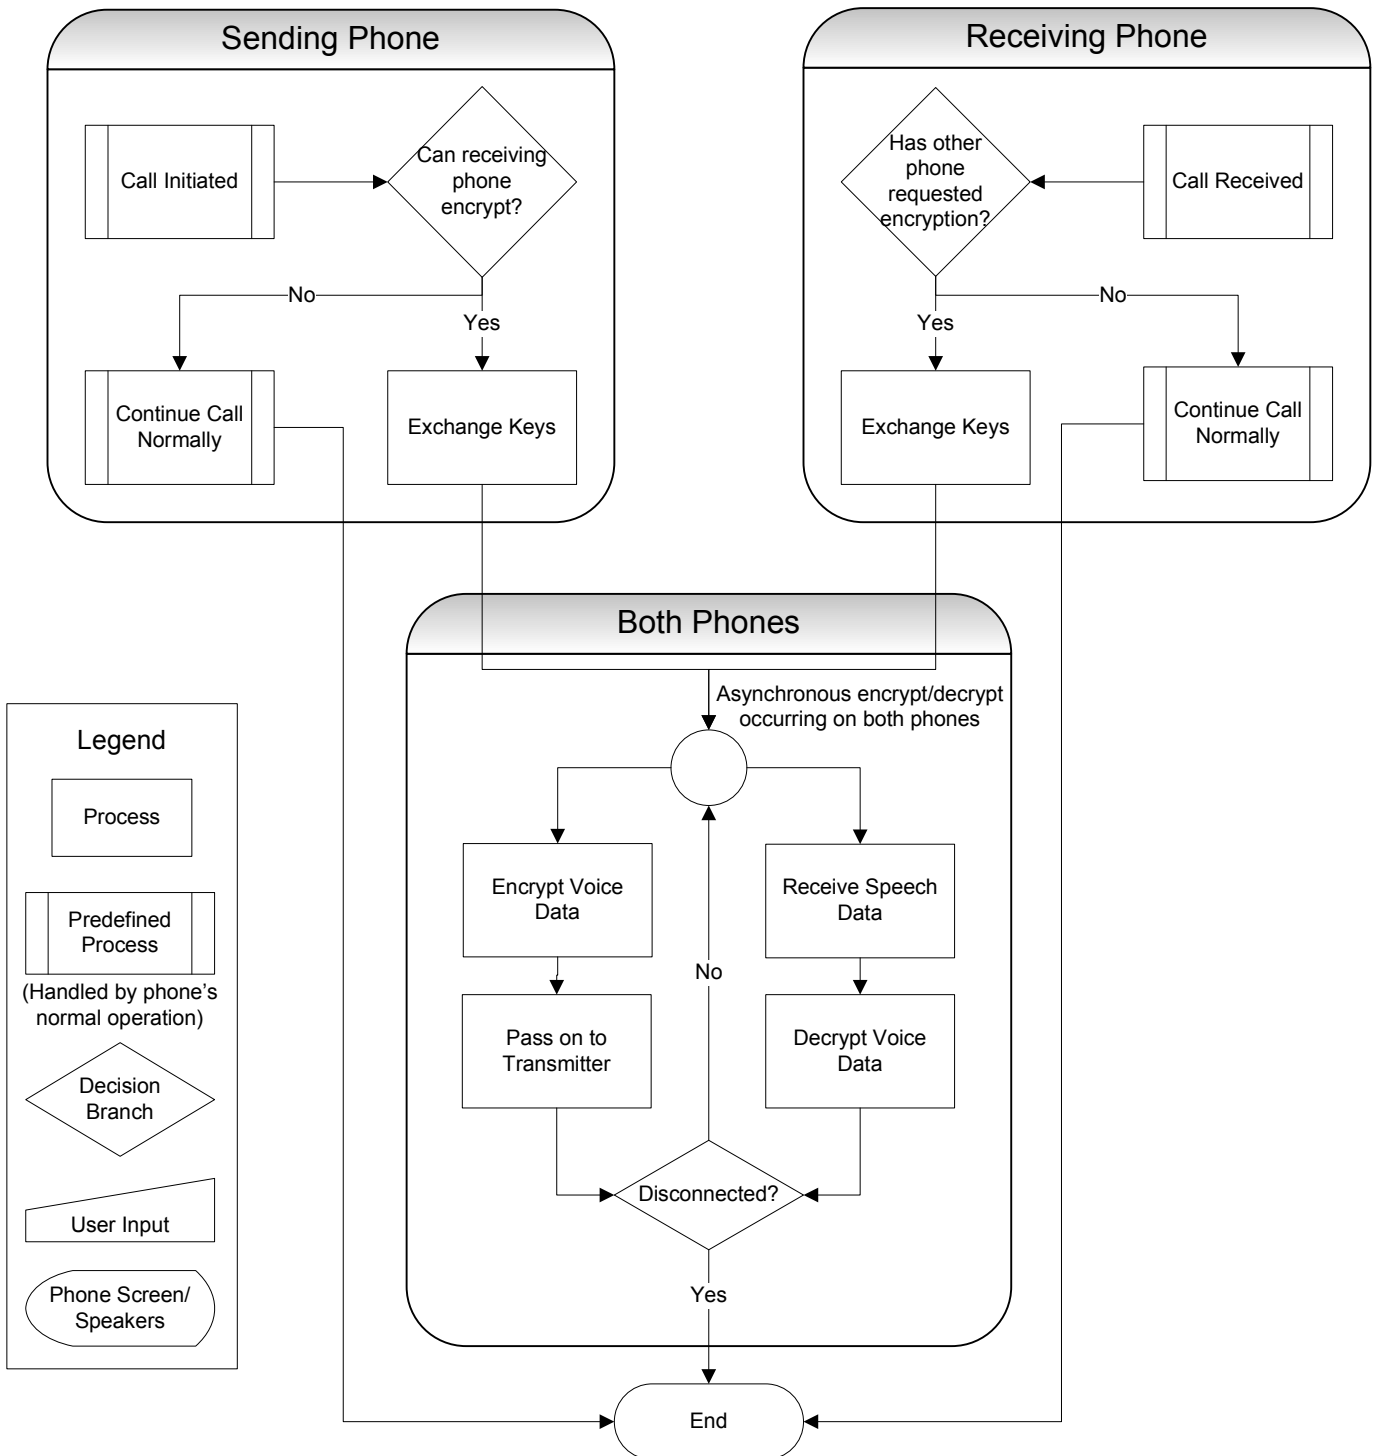 Sending Phone
Call Initiated
Can receiving
phone
encrypt?
No
Yes
Continue Call
Normally
Exchange Keys
Receiving Phone
Has other
phone
requested
encryption?
Call Received
Yes
No
Exchange Keys
Continue Call
Normally
Both Phones
Asynchronous encrypt/decrypt
occurring on both phones
Encrypt Voice
Data
Receive Speech
Data
No
Pass on to
Transmitter
Decrypt Voice
Data
Disconnected?
Yes
End
Legend
Process
Predefined
Process
(Handled by phone's
normal operation)
Decision
Branch
User Input
Phone Screen/
Speakers